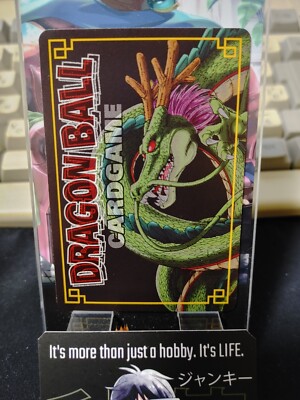 DRAGON BALL
CARDGAME
It's more than just a hobby. It's LIFE.
ジャンキー